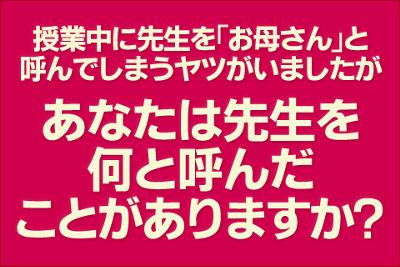 授業中に先生を「お母さん」と
呼んでしまうヤツがいましたが
あなたは先生を
何と呼んだ
ことがありますか?